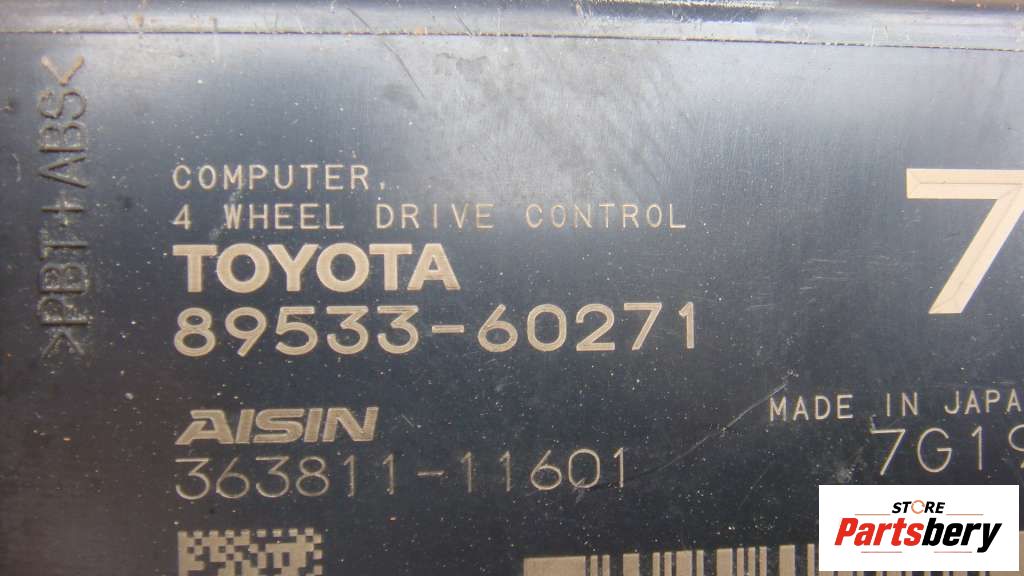 >PBT+ABS<
COMPUTER,
4 WHEEL DRIVE CONTROL
TOYOTA
89533-60271
7
AISIN
363811-11601
MADE IN JAPA
7G19
STORE
Partsbery